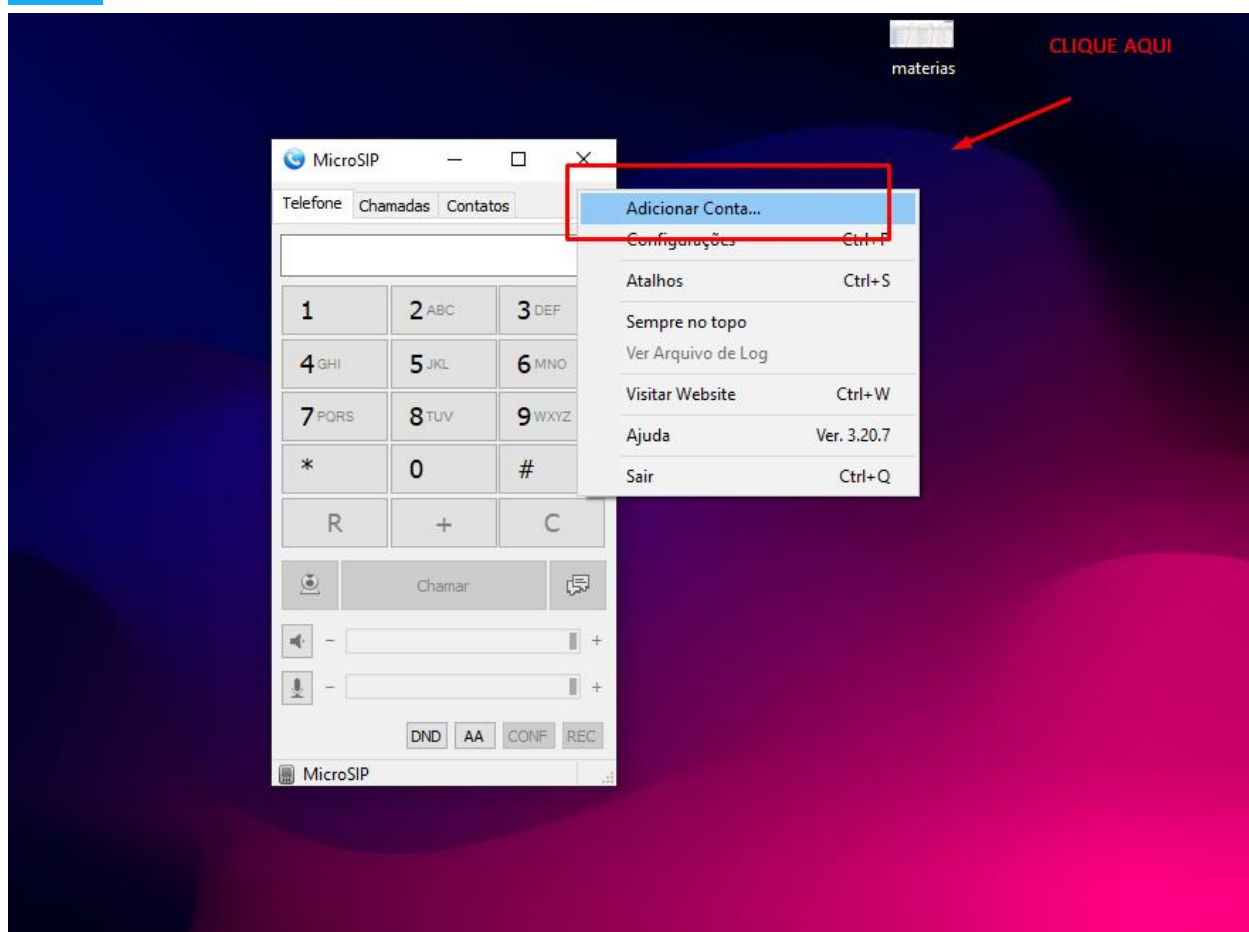 CLIQUE AQUI
materias
MicroSIP
Telefone Chamadas Contatos
Adicionar Conta...
Configurações Ctrl+P
Atalhos Ctrl+S
Sempre no topo
Ver Arquivo de Log
Visitar Website Ctrl+W
Ajuda Ver. 3.20.7
Sair Ctrl+Q
1 2 ABC 3 DEF
4 GHI 5 JKL 6 MNO
7 PQRS 8 TUV 9 WXYZ
* 0 #
R + C
Chamar
- +
- +
DND AA CONF REC
MicroSIP